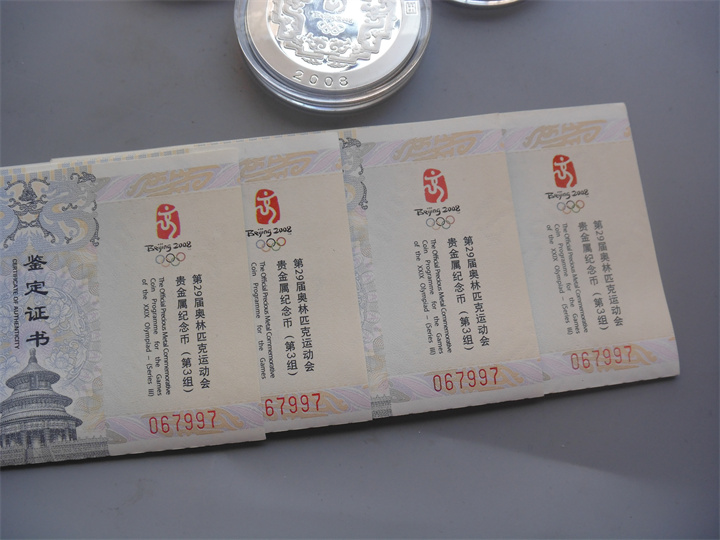 2008
鉴定证书
CERTIFICATE OF AUTHENTICITY
Beijing 2008
第29届奥林匹克运动会
贵金属纪念币（第3组）
The Official Precious Metal Commemorative
Coin Programme for the Games
of the XXIX Olympiad – (Series III)
067997
Beijing 2008
第29届奥林匹克运动会
贵金属纪念币（第3组）
The Official Precious Metal Commemorative
Coin Programme for the Games
of the XXIX Olympiad – (Series III)
67997
Beijing 2008
第29届奥林匹克运动会
贵金属纪念币（第3组）
The Official Precious Metal Commemorative
Coin Programme for the Games
of the XXIX Olympiad – (Series III)
067997
Beijing 2008
第29届奥林匹克运动会
贵金属纪念币（第3组）
The Official Precious Metal Commemorative
Coin Programme for the Games
of the XXIX Olympiad – (Series III)
067997